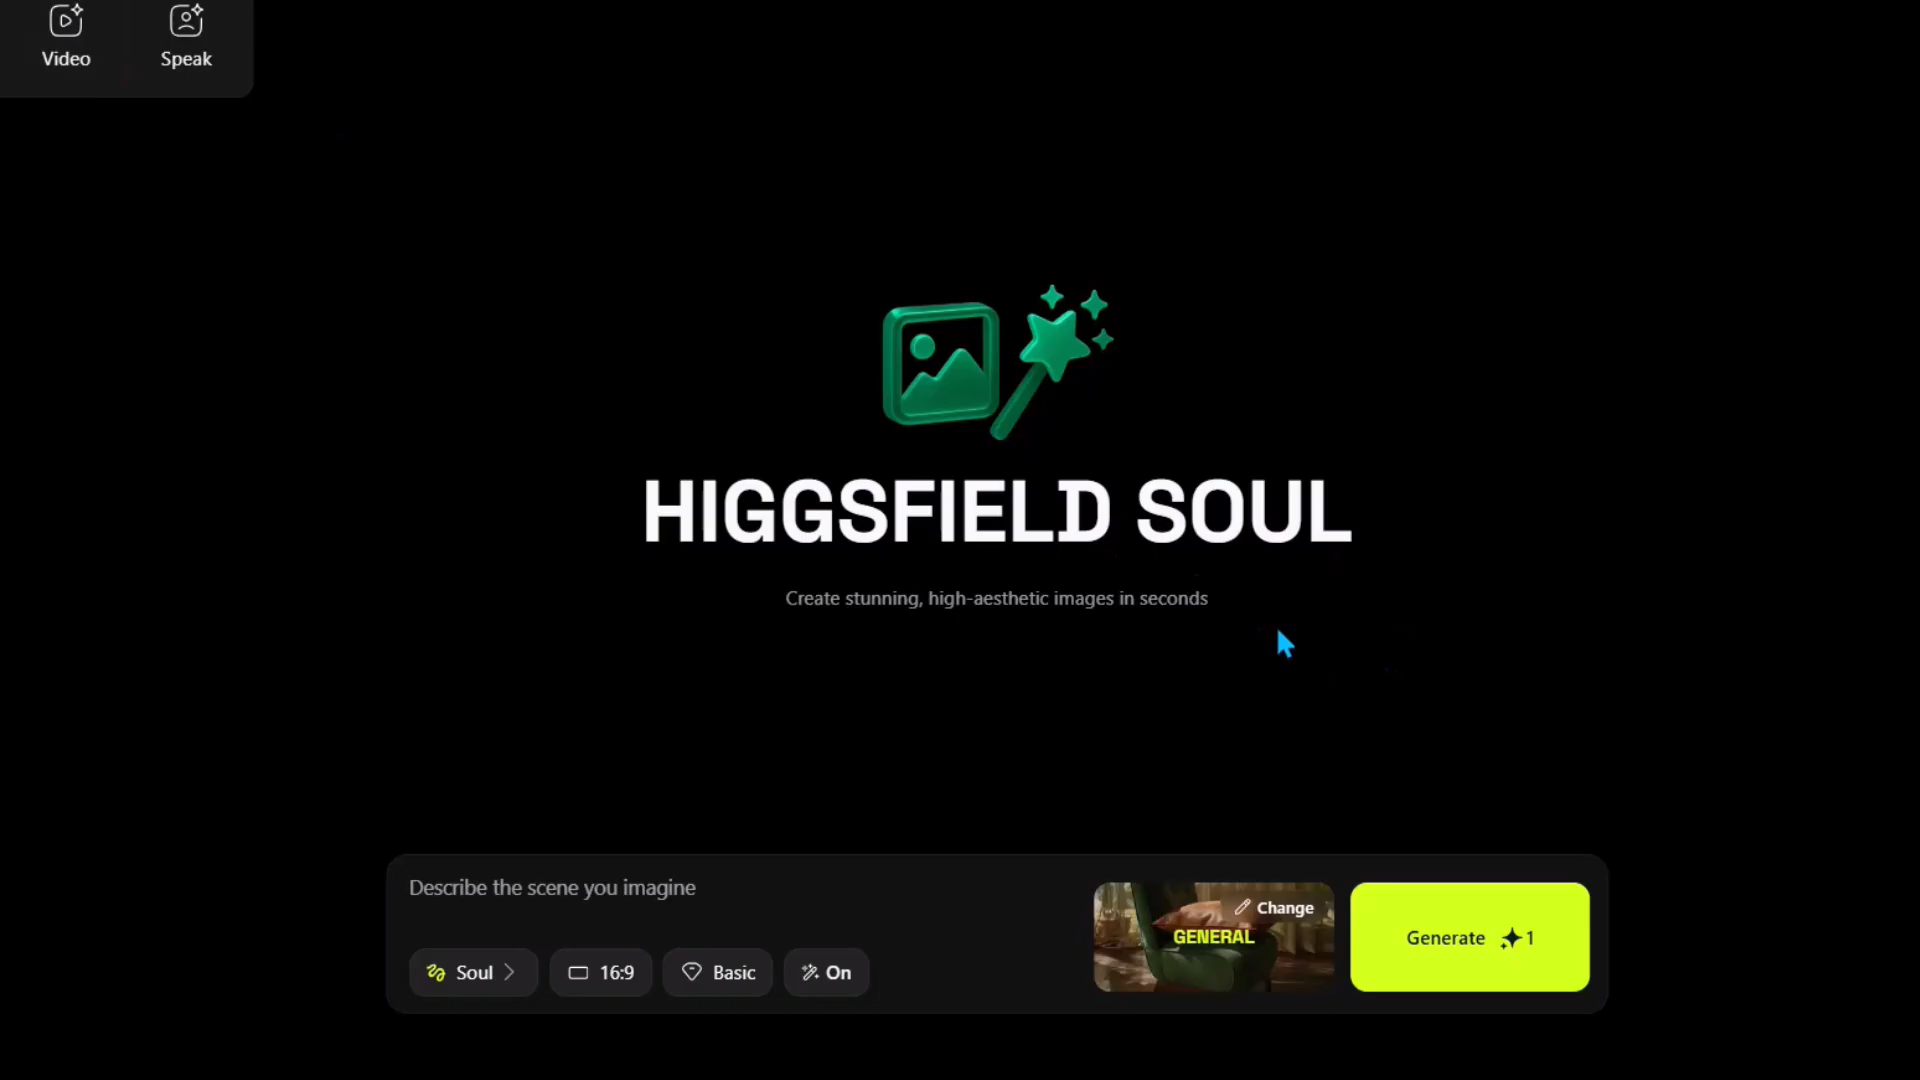 Video
Speak
HIGGSFIELD SOUL
Create stunning, high-aesthetic images in seconds
Describe the scene you imagine
Soul
16:9
Basic
On
Change
GENERAL
Generate 1